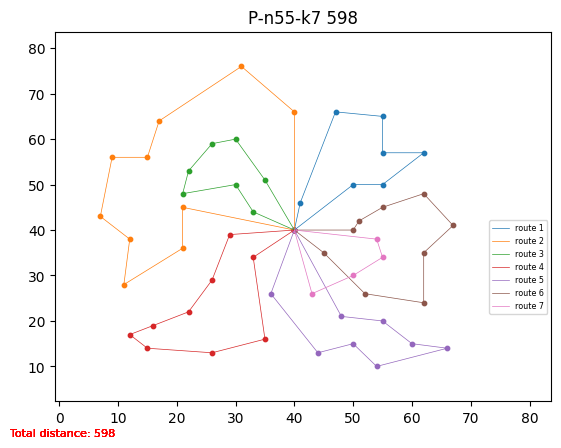 P-n55-k7 598
80
70
60
50
40
30
20
10
0 10 20 30 40 50 60 70 80
route 1
route 2
route 3
route 4
route 5
route 6
route 7
Total distance: 598